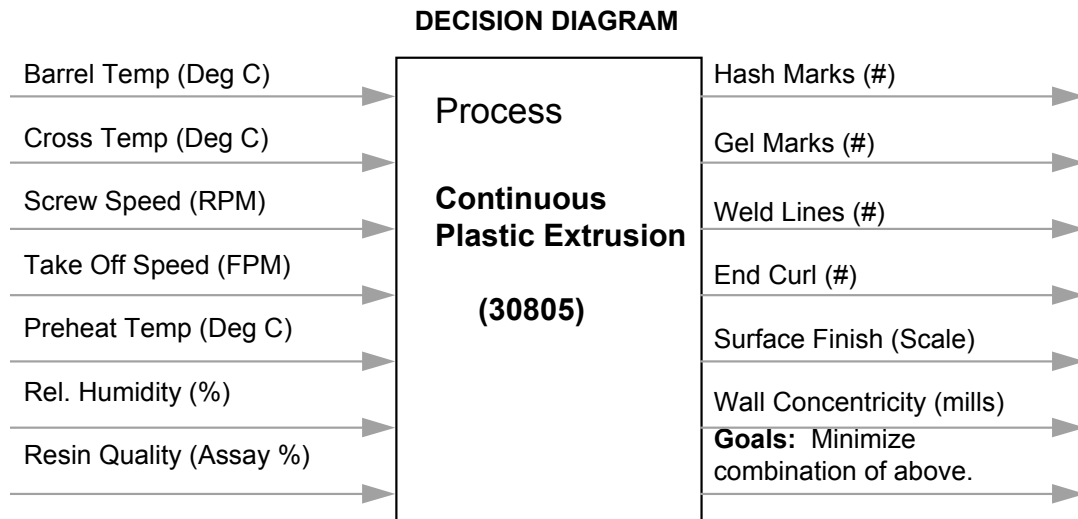 DECISION DIAGRAM
Barrel Temp (Deg C)
Cross Temp (Deg C)
Screw Speed (RPM)
Take Off Speed (FPM)
Preheat Temp (Deg C)
Rel. Humidity (%)
Resin Quality (Assay %)
Process
Continuous
Plastic Extrusion
(30805)
Hash Marks (#)
Gel Marks (#)
Weld Lines (#)
End Curl (#)
Surface Finish (Scale)
Wall Concentricity (mills)
Goals: Minimize
combination of above.